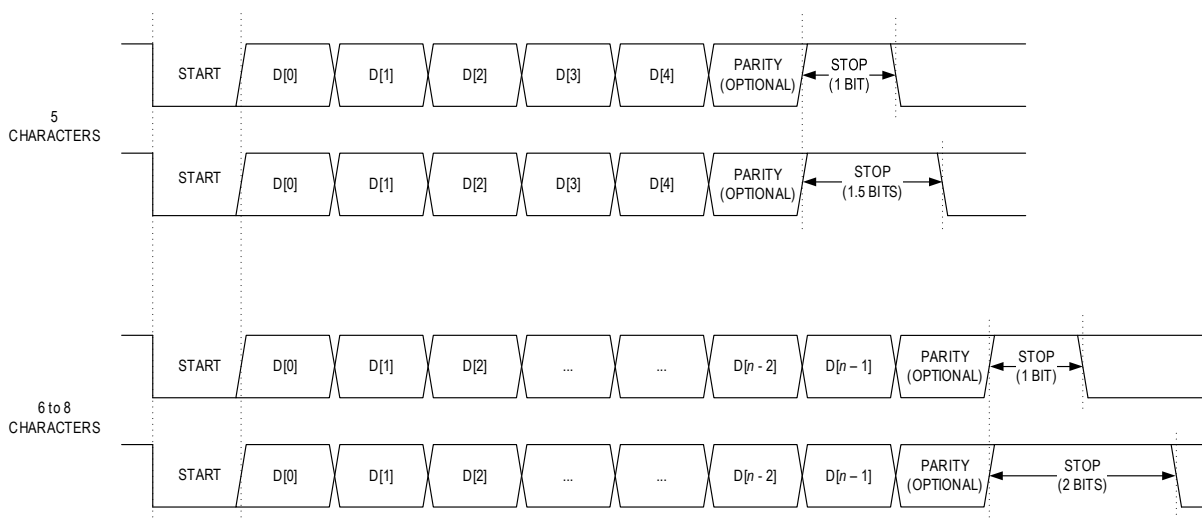 START D[0] D[1] D[2] D[3] D[4] PARITY (OPTIONAL) STOP (1 BIT)
5 CHARACTERS
START D[0] D[1] D[2] D[3] D[4] PARITY (OPTIONAL) STOP (1.5 BITS)
START D[0] D[1] D[2] ... ... D[n - 2] D[n – 1] PARITY (OPTIONAL) STOP (1 BIT)
6 to 8 CHARACTERS
START D[0] D[1] D[2] ... ... D[n - 2] D[n – 1] PARITY (OPTIONAL) STOP (2 BITS)